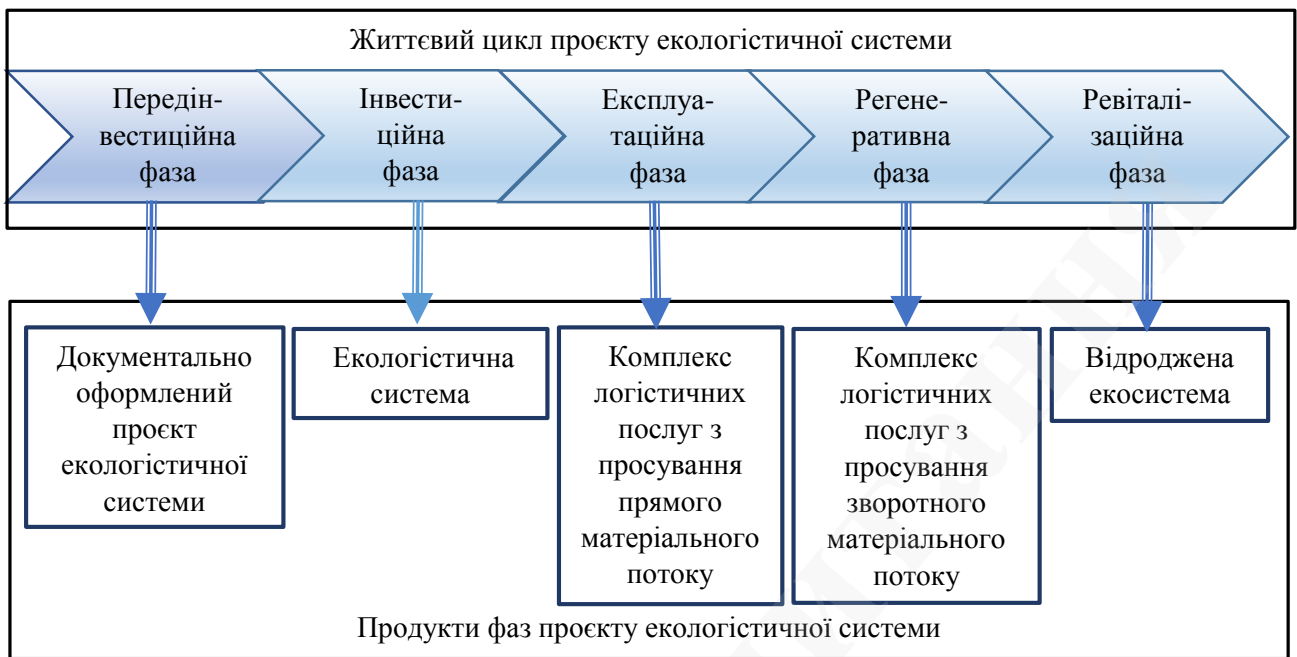 Життєвий цикл проєкту екологістичної системи
Передін-
вестиційна
фаза
Інвести-
ційна
фаза
Експлуа-
таційна
фаза
Регене-
ративна
фаза
Ревіталі-
заційна
фаза
Документально
оформлений
проєкт
екологістичної
системи
Екологістична
система
Комплекс
логістичних
послуг з
просування
прямого
матеріального
потоку
Комплекс
логістичних
послуг з
просування
зворотного
матеріального
потоку
Відроджена
екосистема
Продукти фаз проєкту екологістичної системи